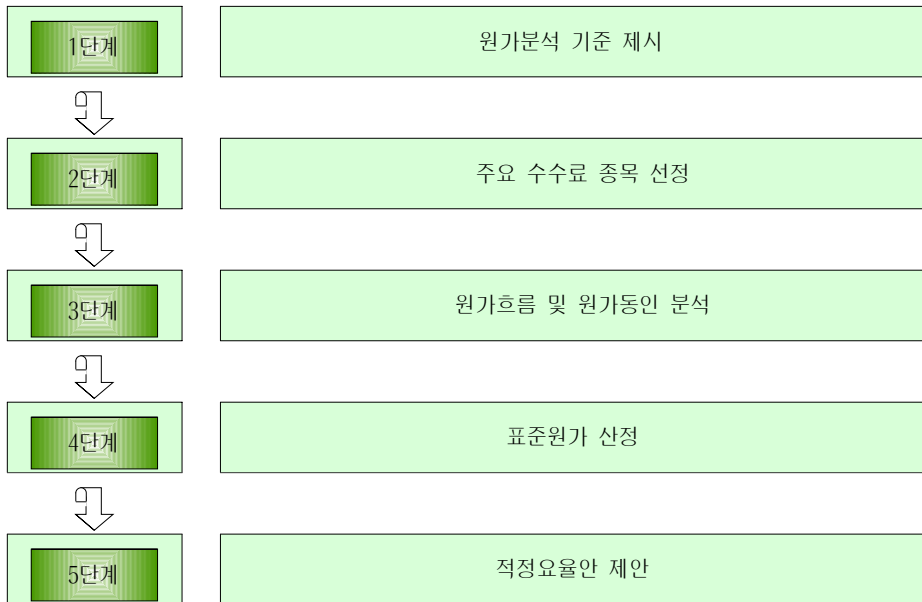 1단계
원가분석 기준 제시
2단계
주요 수수료 종목 선정
3단계
원가흐름 및 원가동인 분석
4단계
표준원가 산정
5단계
적정요율안 제안